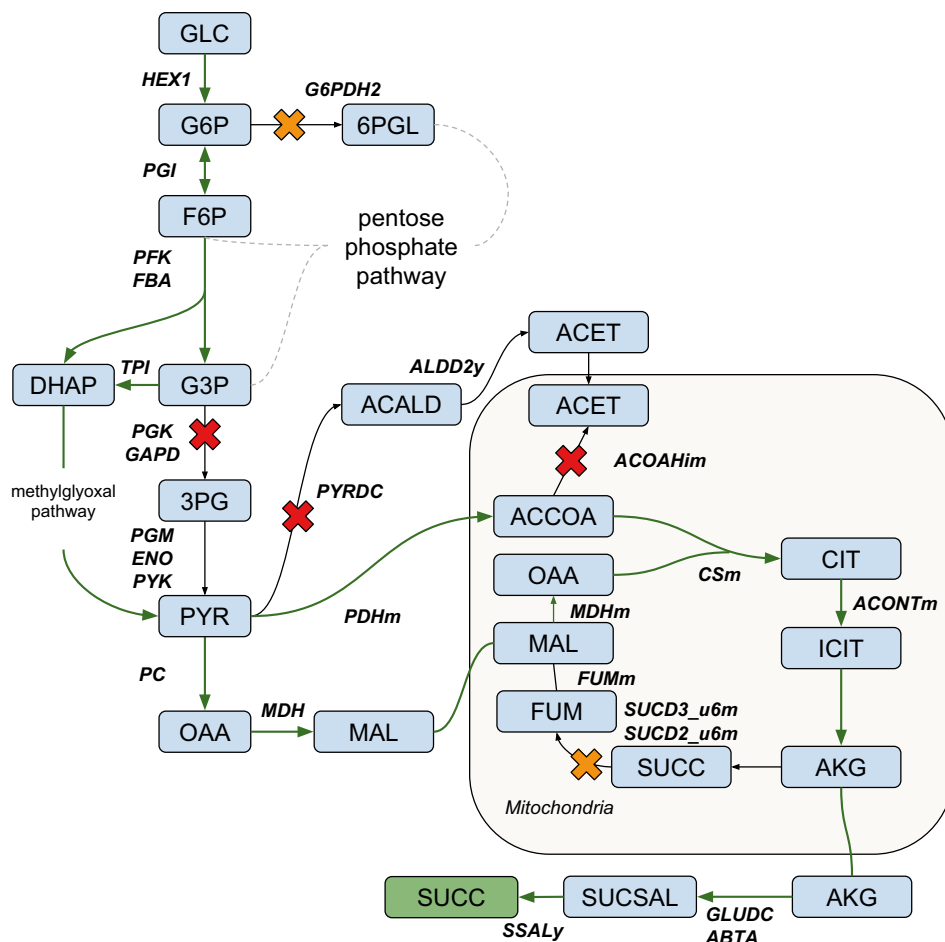 GLC
HEX1
G6PDH2
G6P
6PGL
PGI
F6P
pentose
phosphate
pathway
PFK
FBA
ACET
ALDD2y
TPI
DHAP
G3P
ACALD
ACET
PGK
GAPD
ACOAHim
methylglyoxal
pathway
3PG
PYRDC
ACCOA
PGM
ENO
PYK
OAA
CSm
CIT
PYR
PDHm
MDHm
ACONTm
MAL
ICIT
PC
FUMm
OAA
MDH
MAL
FUM
SUCD3_u6m
SUCD2_u6m
SUCC
AKG
Mitochondria
SUCC
SSALy
SUCSAL
GLUDC
ABTA
AKG